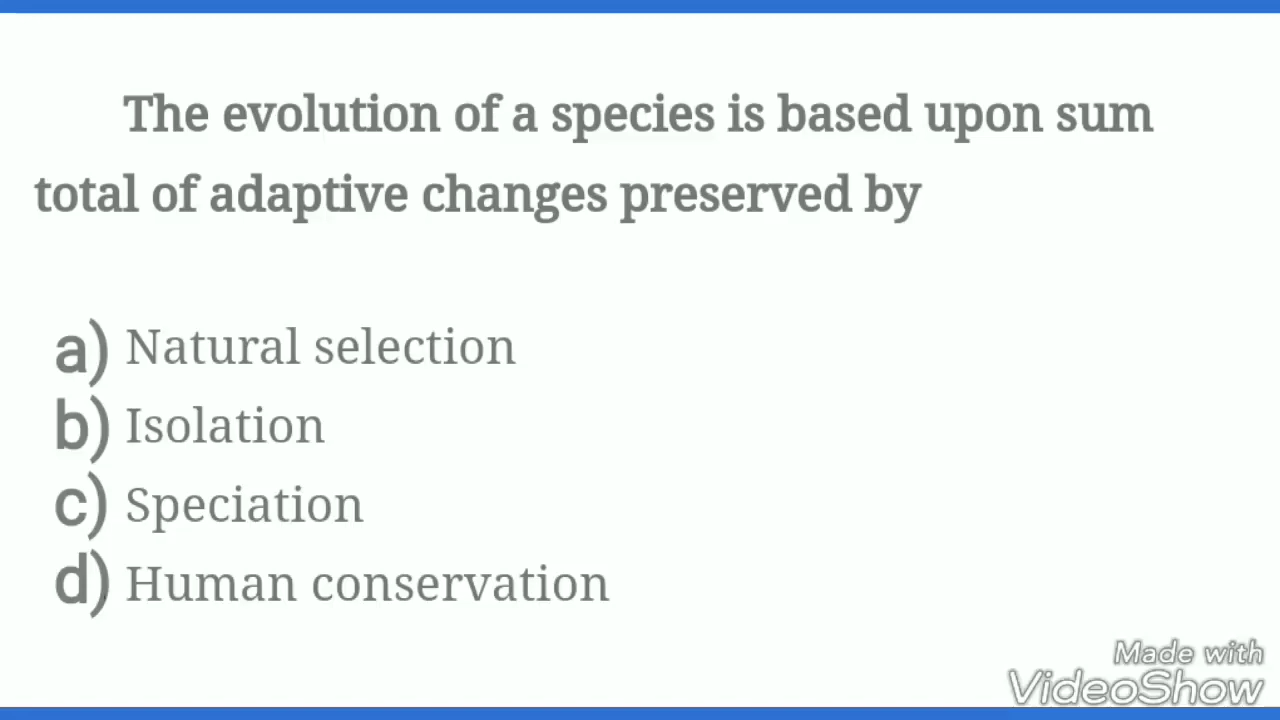 The evolution of a species is based upon sum
total of adaptive changes preserved by
a) Natural selection
b) Isolation
c) Speciation
d) Human conservation
Made with
VideoShow